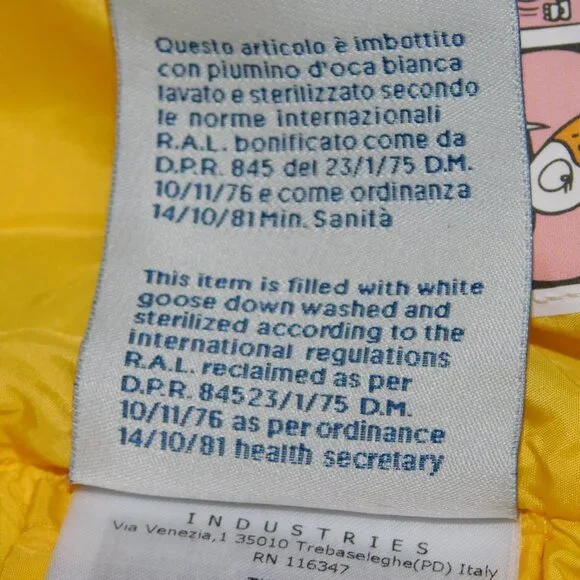 Questo articolo è imbottito
con piumino d'oca bianca
lavato e sterilizzato secondo
le norme internazionali
R.A.L. bonificato come da
D.P.R. 845 del 23/1/75 D.M.
10/11/76 e come ordinanza
14/10/81 Min. Sanità
This item is filled with white
goose down washed and
sterilized according to the
international regulations
R.A.L. reclaimed as per
D.P.R. 84523/1/75 D.M.
10/11/76 as per ordinance
14/10/81 health secretary
INDUSTRIES
Via Venezia,1 35010 Trebaseleghe(PD) Italy
RN 116347